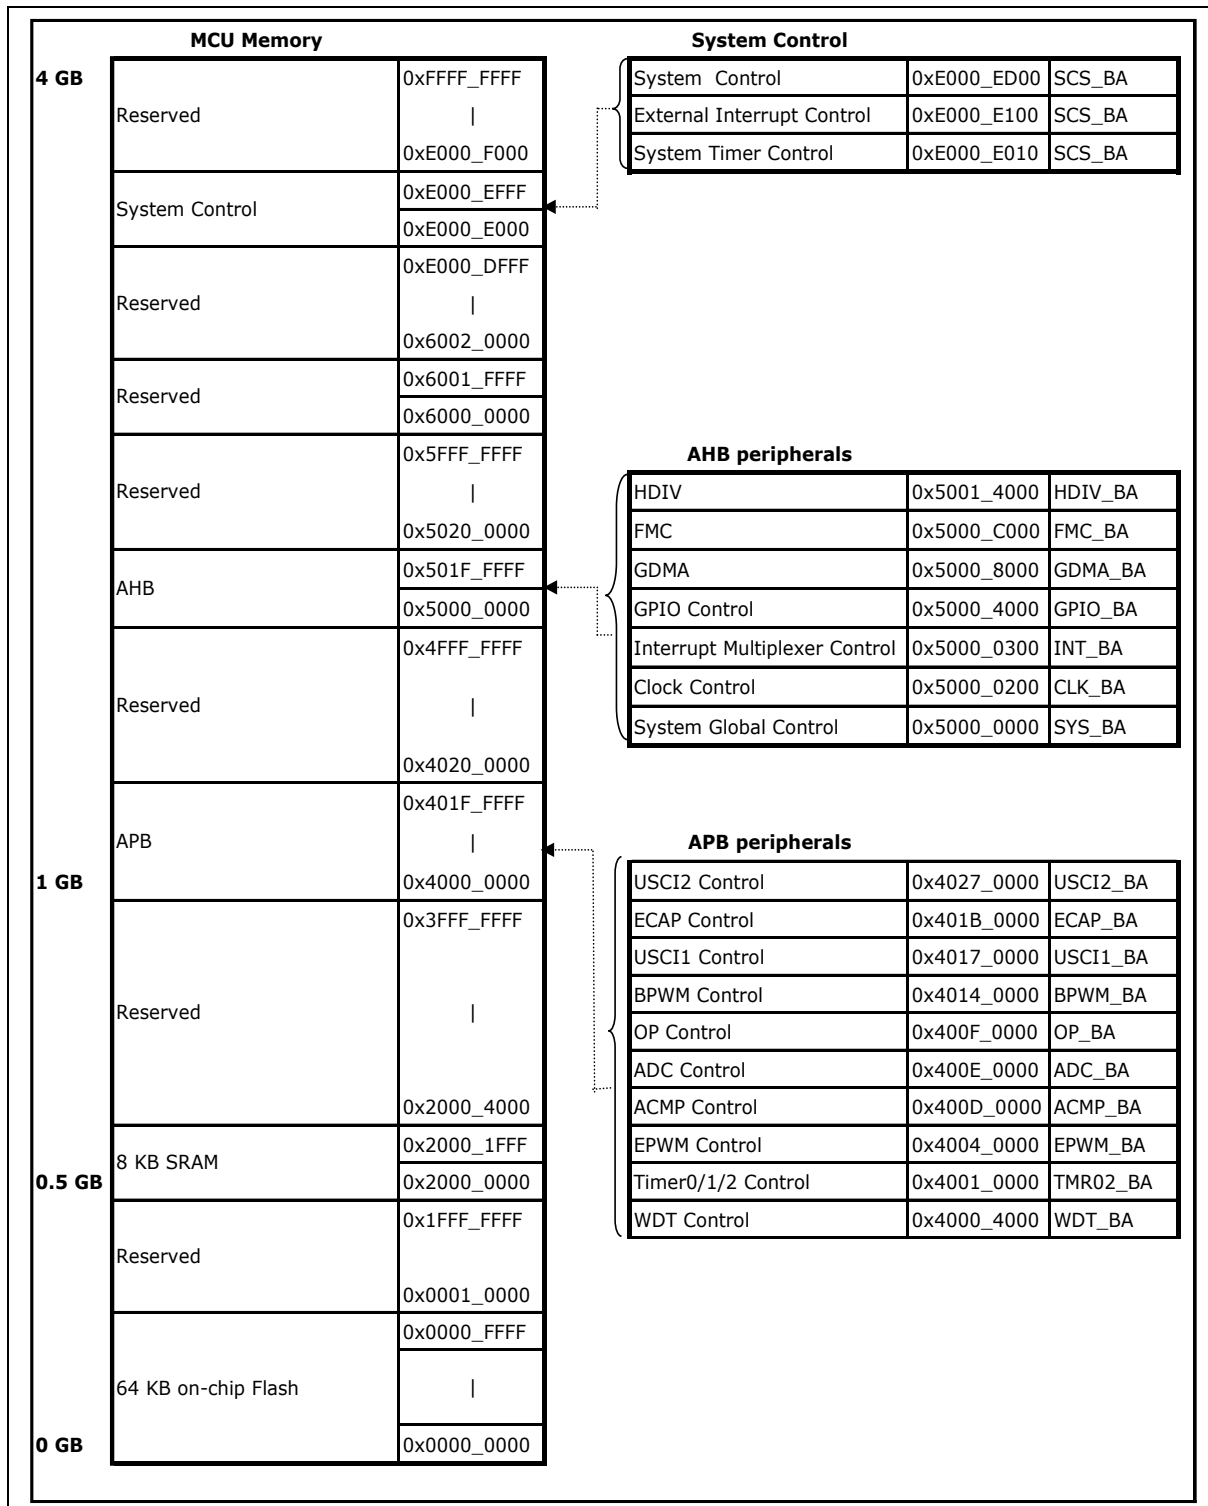 MCU Memory
4 GB
Reserved
0xFFFF_FFFF
|
0xE000_F000
System Control
0xE000_EFFF
0xE000_E000
Reserved
0xE000_DFFF
|
0x6002_0000
Reserved
0x6001_FFFF
0x6000_0000
Reserved
0x5FFF_FFFF
|
0x5020_0000
AHB
0x501F_FFFF
0x5000_0000
Reserved
0x4FFF_FFFF
|
0x4020_0000
APB
0x401F_FFFF
|
1 GB
0x4000_0000
Reserved
0x3FFF_FFFF
|
0x2000_4000
8 KB SRAM
0x2000_1FFF
0.5 GB
0x2000_0000
Reserved
0x1FFF_FFFF
0x0001_0000
64 KB on-chip Flash
0x0000_FFFF
|
0 GB
0x0000_0000
System Control
System Control 0xE000_ED00 SCS_BA
External Interrupt Control 0xE000_E100 SCS_BA
System Timer Control 0xE000_E010 SCS_BA
AHB peripherals
HDIV 0x5001_4000 HDIV_BA
FMC 0x5000_C000 FMC_BA
GDMA 0x5000_8000 GDMA_BA
GPIO Control 0x5000_4000 GPIO_BA
Interrupt Multiplexer Control 0x5000_0300 INT_BA
Clock Control 0x5000_0200 CLK_BA
System Global Control 0x5000_0000 SYS_BA
APB peripherals
USCI2 Control 0x4027_0000 USCI2_BA
ECAP Control 0x401B_0000 ECAP_BA
USCI1 Control 0x4017_0000 USCI1_BA
BPWM Control 0x4014_0000 BPWM_BA
OP Control 0x400F_0000 OP_BA
ADC Control 0x400E_0000 ADC_BA
ACMP Control 0x400D_0000 ACMP_BA
EPWM Control 0x4004_0000 EPWM_BA
Timer0/1/2 Control 0x4001_0000 TMR02_BA
WDT Control 0x4000_4000 WDT_BA